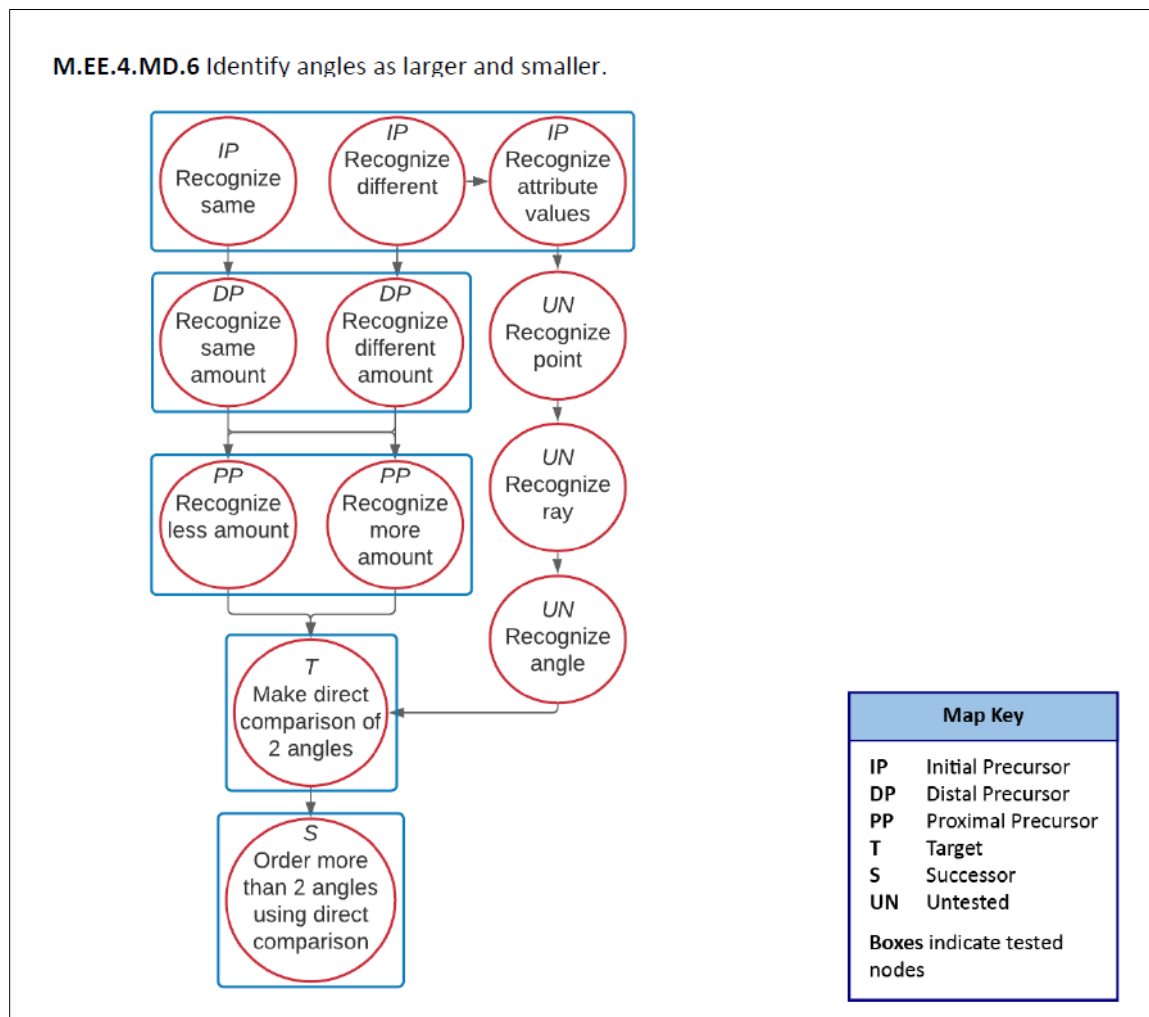 M.EE.4.MD.6 Identify angles as larger and smaller.
IP
Recognize
same
IP
Recognize
different
IP
Recognize
attribute
values
DP
Recognize
same
amount
DP
Recognize
different
amount
UN
Recognize
point
PP
Recognize
less amount
PP
Recognize
more
amount
UN
Recognize
ray
UN
Recognize
angle
T
Make direct
comparison of
2 angles
S
Order more
than 2 angles
using direct
comparison
Map Key
IP Initial Precursor
DP Distal Precursor
PP Proximal Precursor
T Target
S Successor
UN Untested
Boxes indicate tested
nodes